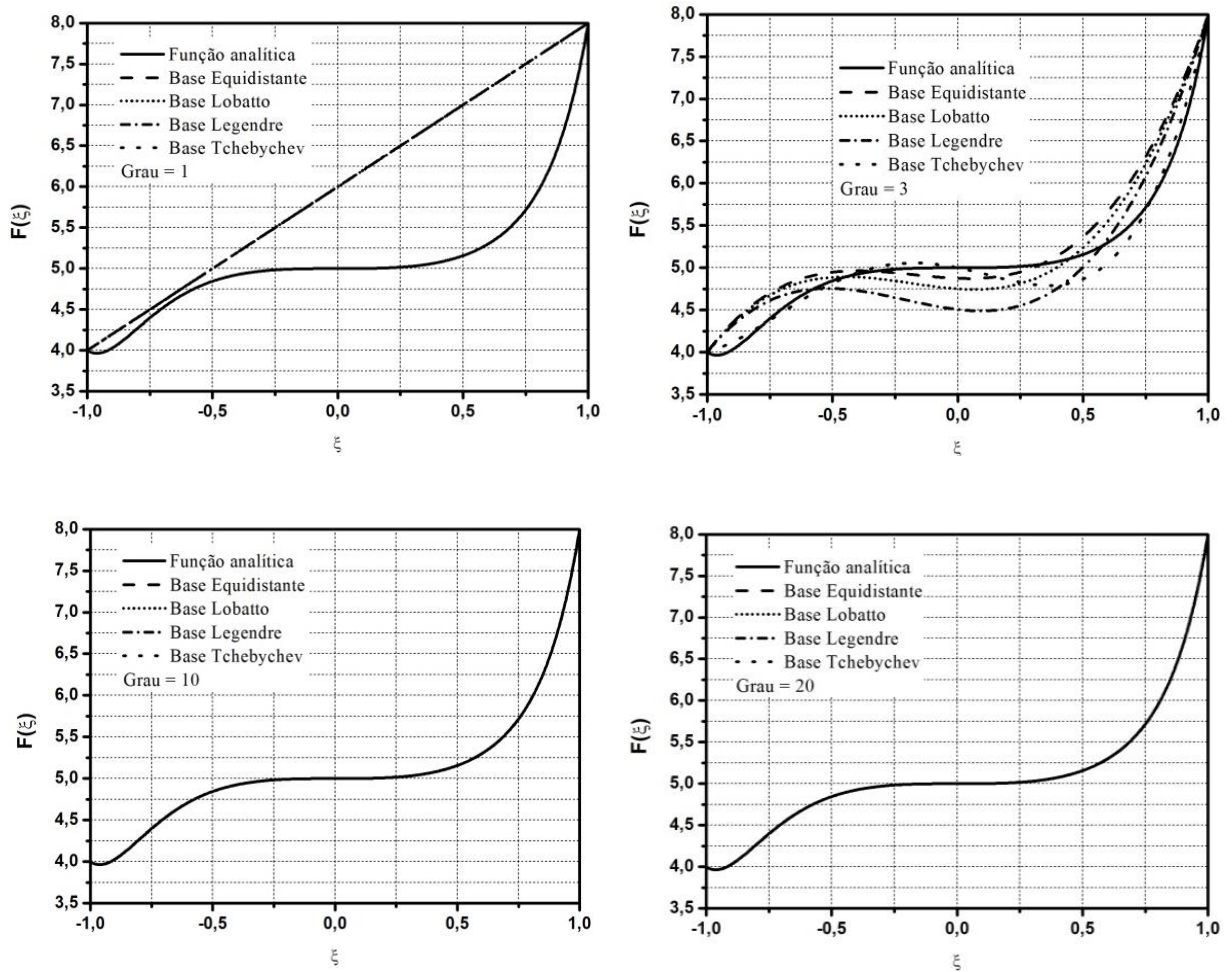 8,0
7,5
7,0
6,5
6,0
5,5
5,0
4,5
4,0
3,5
F(ξ)
Função analítica
Base Equidistante
Base Lobatto
Base Legendre
Base Tchebychev
Grau = 1
-1,0 -0,5 0,0 0,5 1,0
ξ
8,0
7,5
7,0
6,5
6,0
5,5
5,0
4,5
4,0
3,5
F(ξ)
Função analítica
Base Equidistante
Base Lobatto
Base Legendre
Base Tchebychev
Grau = 3
-1,0 -0,5 0,0 0,5 1,0
ξ
8,0
7,5
7,0
6,5
6,0
5,5
5,0
4,5
4,0
3,5
F(ξ)
Função analítica
Base Equidistante
Base Lobatto
Base Legendre
Base Tchebychev
Grau = 10
-1,0 -0,5 0,0 0,5 1,0
ξ
8,0
7,5
7,0
6,5
6,0
5,5
5,0
4,5
4,0
3,5
F(ξ)
Função analítica
Base Equidistante
Base Lobatto
Base Legendre
Base Tchebychev
Grau = 20
-1,0 -0,5 0,0 0,5 1,0
ξ